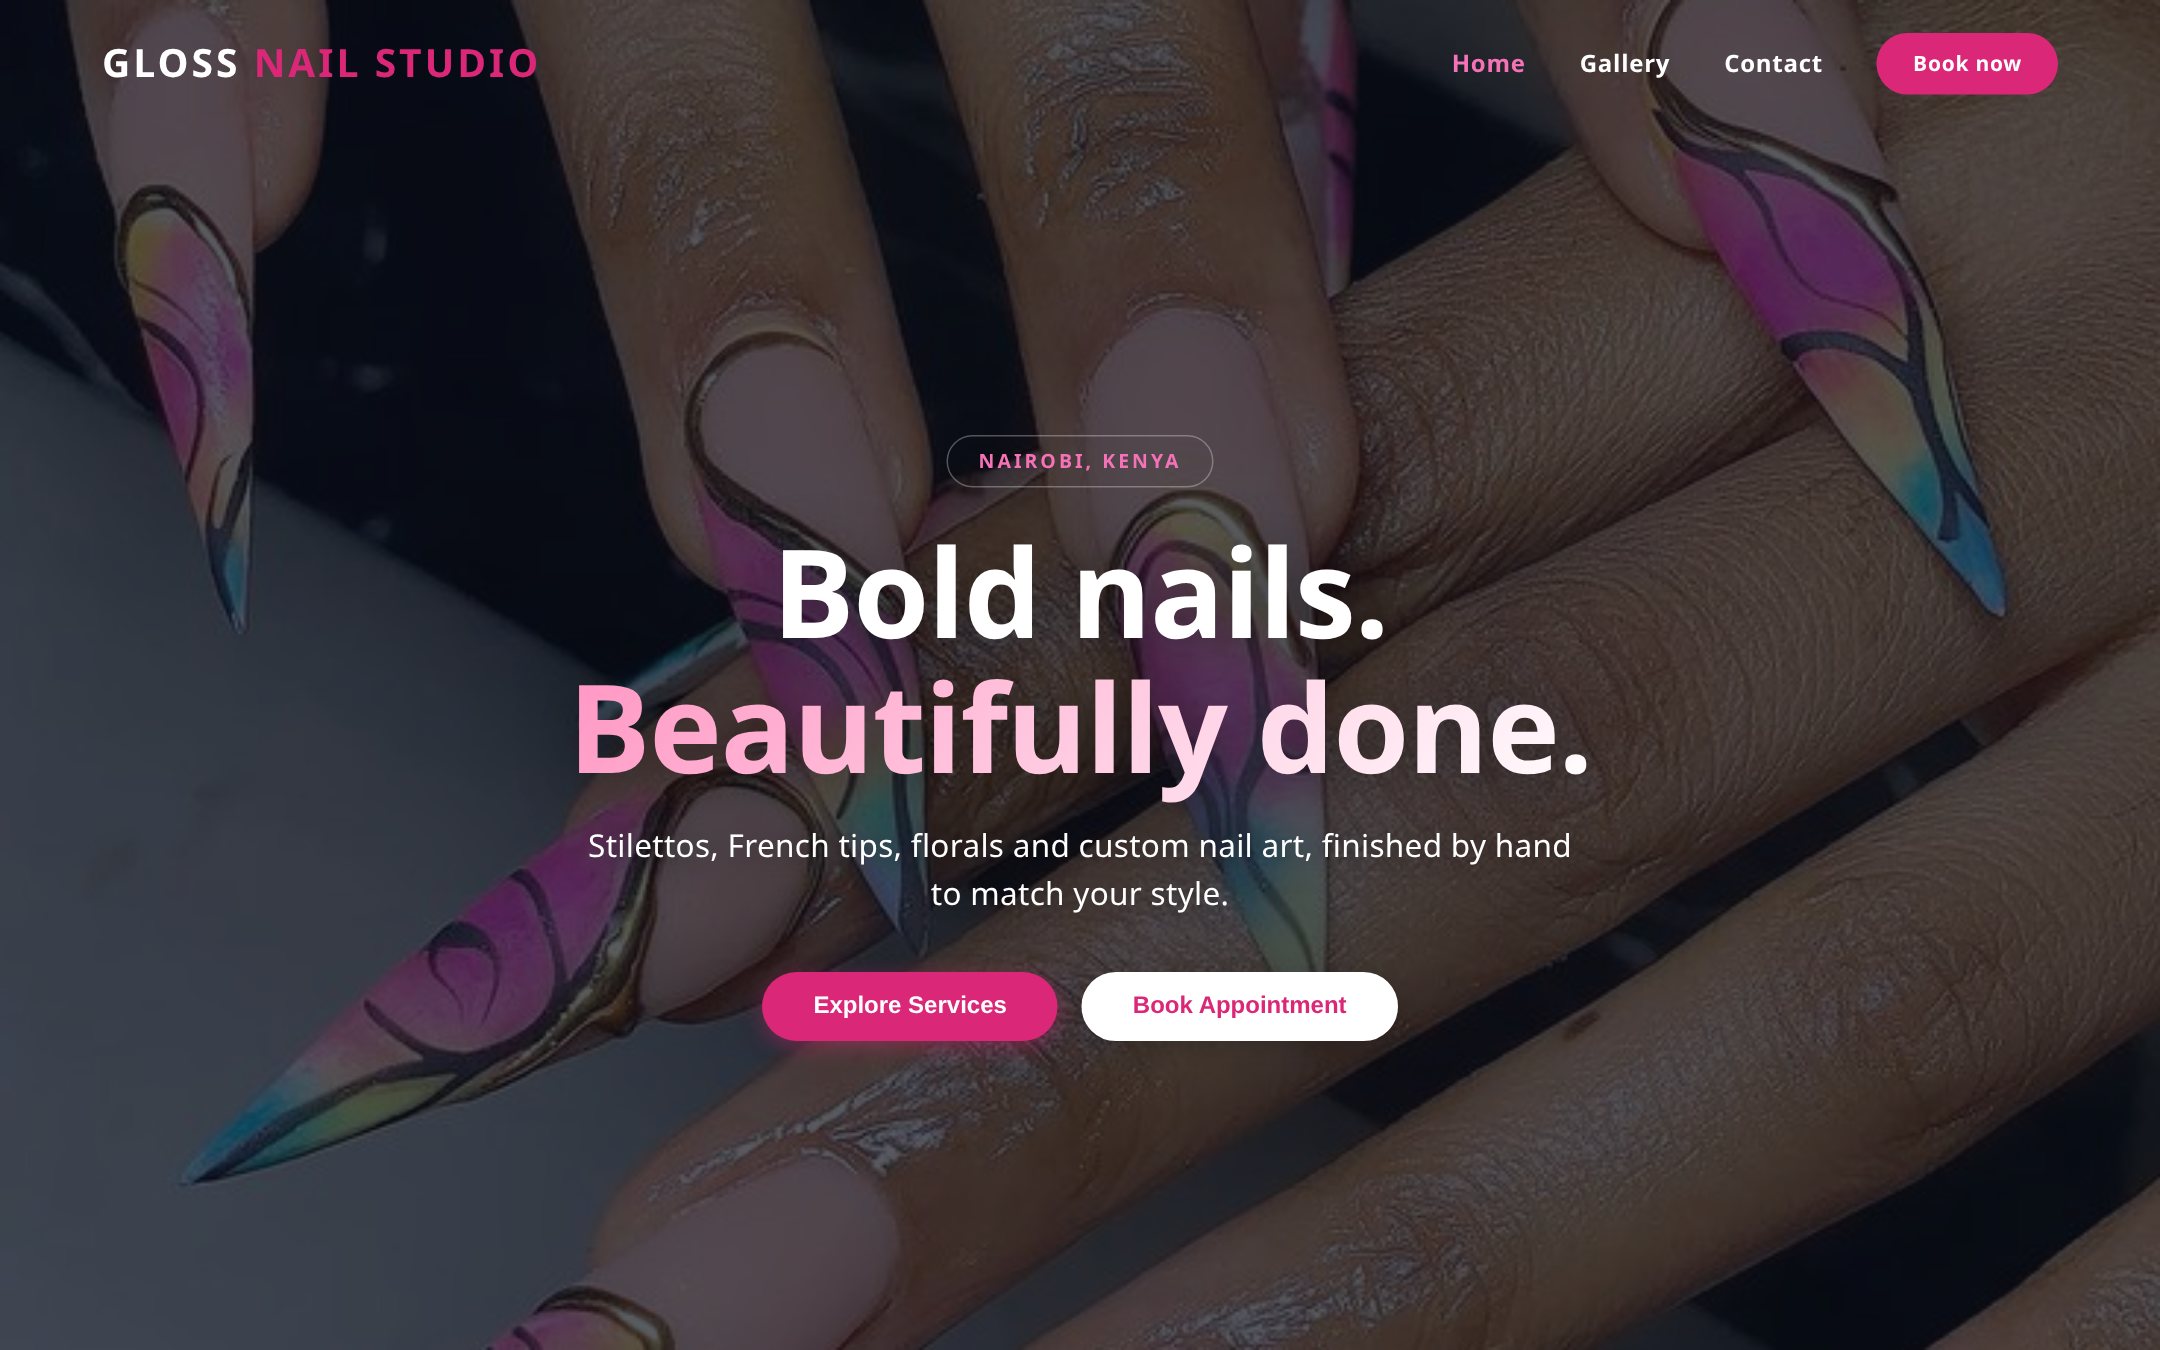 GLOSS NAIL STUDIO
Home
Gallery
Contact
Book now
NAIROBI, KENYA
Bold nails.
Beautifully done.
Stilettos, French tips, florals and custom nail art, finished by hand
to match your style.
Explore Services
Book Appointment